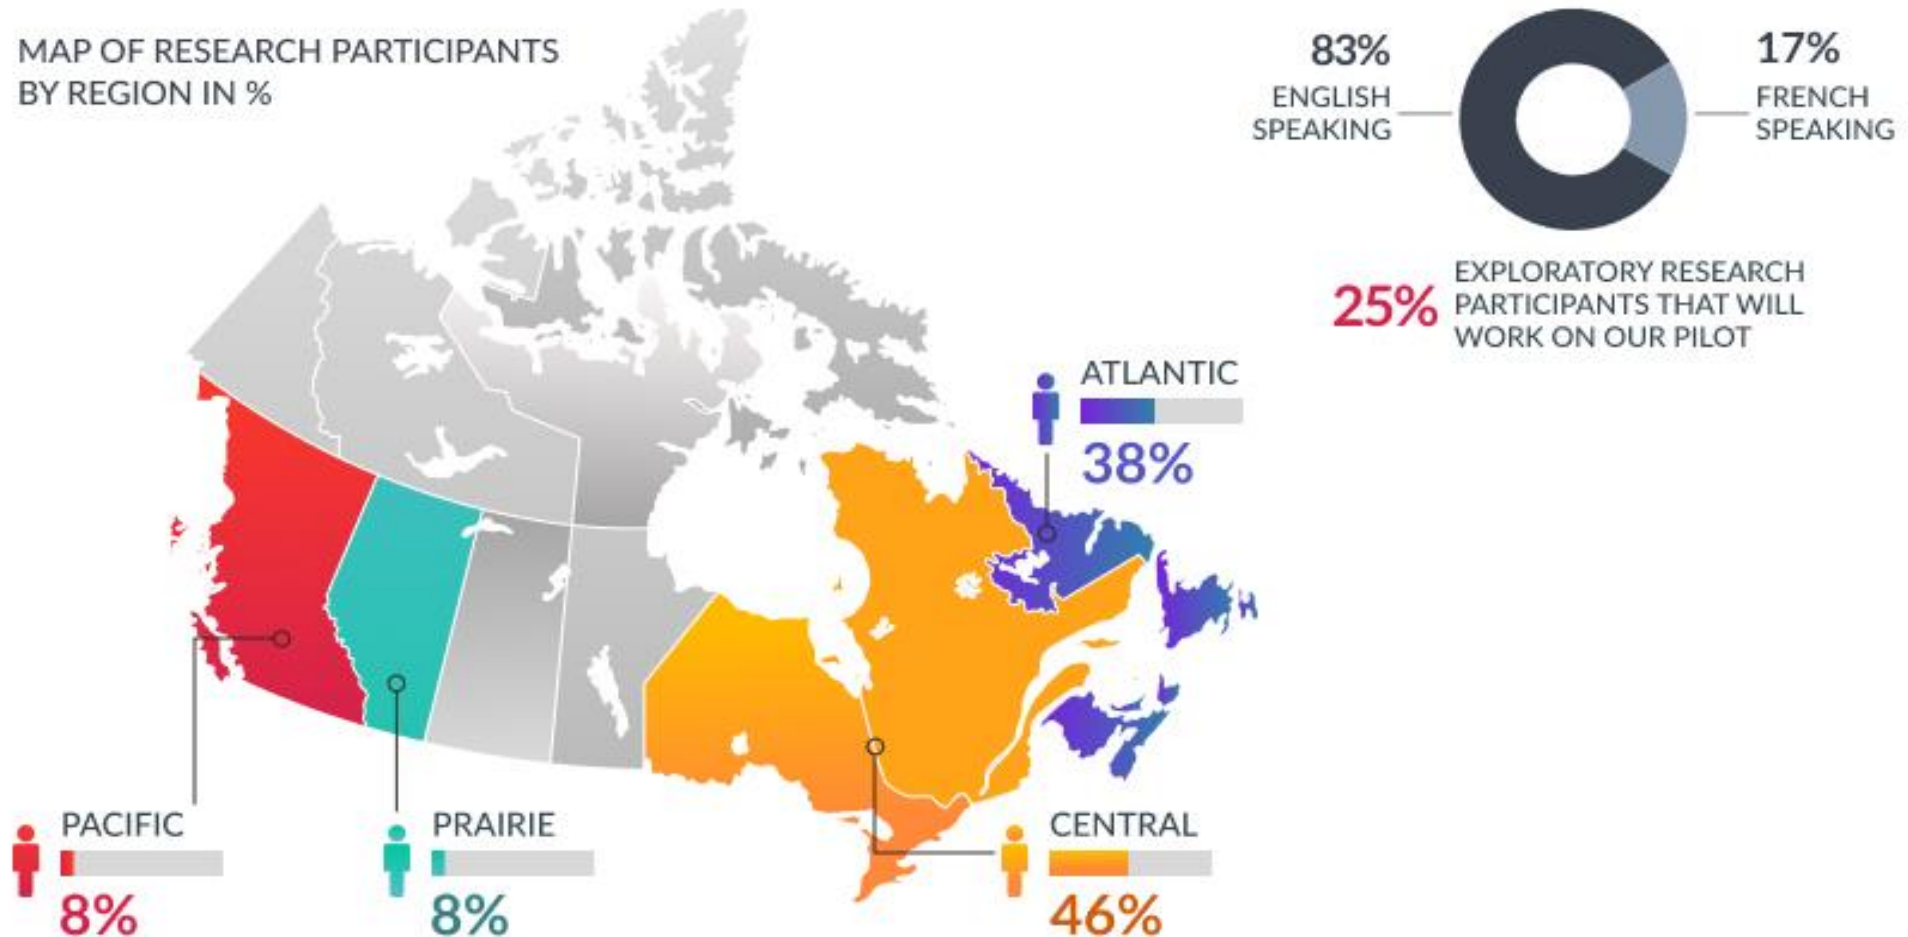 MAP OF RESEARCH PARTICIPANTS
BY REGION IN %
83%
ENGLISH
SPEAKING
17%
FRENCH
SPEAKING
25%
EXPLORATORY RESEARCH
PARTICIPANTS THAT WILL
WORK ON OUR PILOT
ATLANTIC
38%
PACIFIC
8%
PRAIRIE
8%
CENTRAL
46%